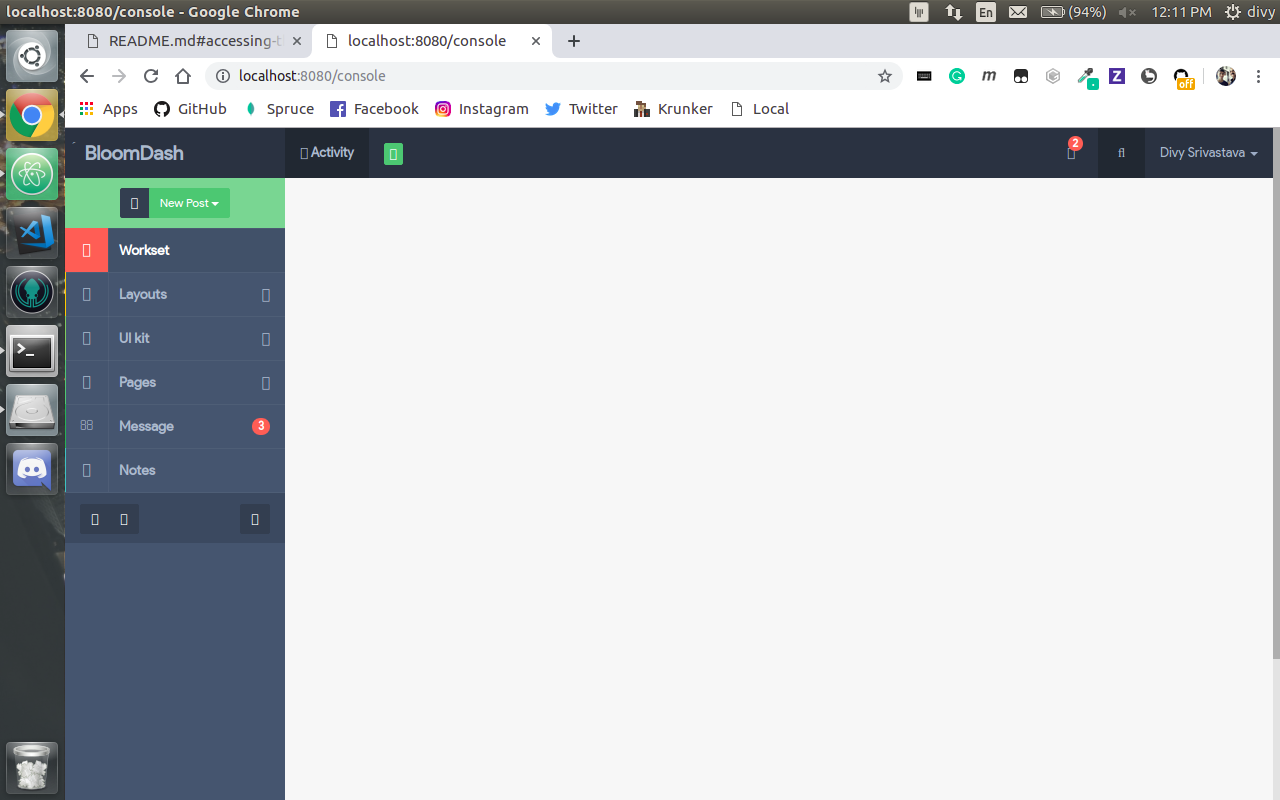 localhost:8080/console - Google Chrome
En
(94%)
12:11 PM
divy
README.md#accessing-t
localhost:8080/console
localhost:8080/console
off
Apps
GitHub
Spruce
Facebook
Instagram
Twitter
Krunker
Local
BloomDash
Activity
2
Divy Srivastava
New Post
Workset
Layouts
UI kit
Pages
Message
3
Notes